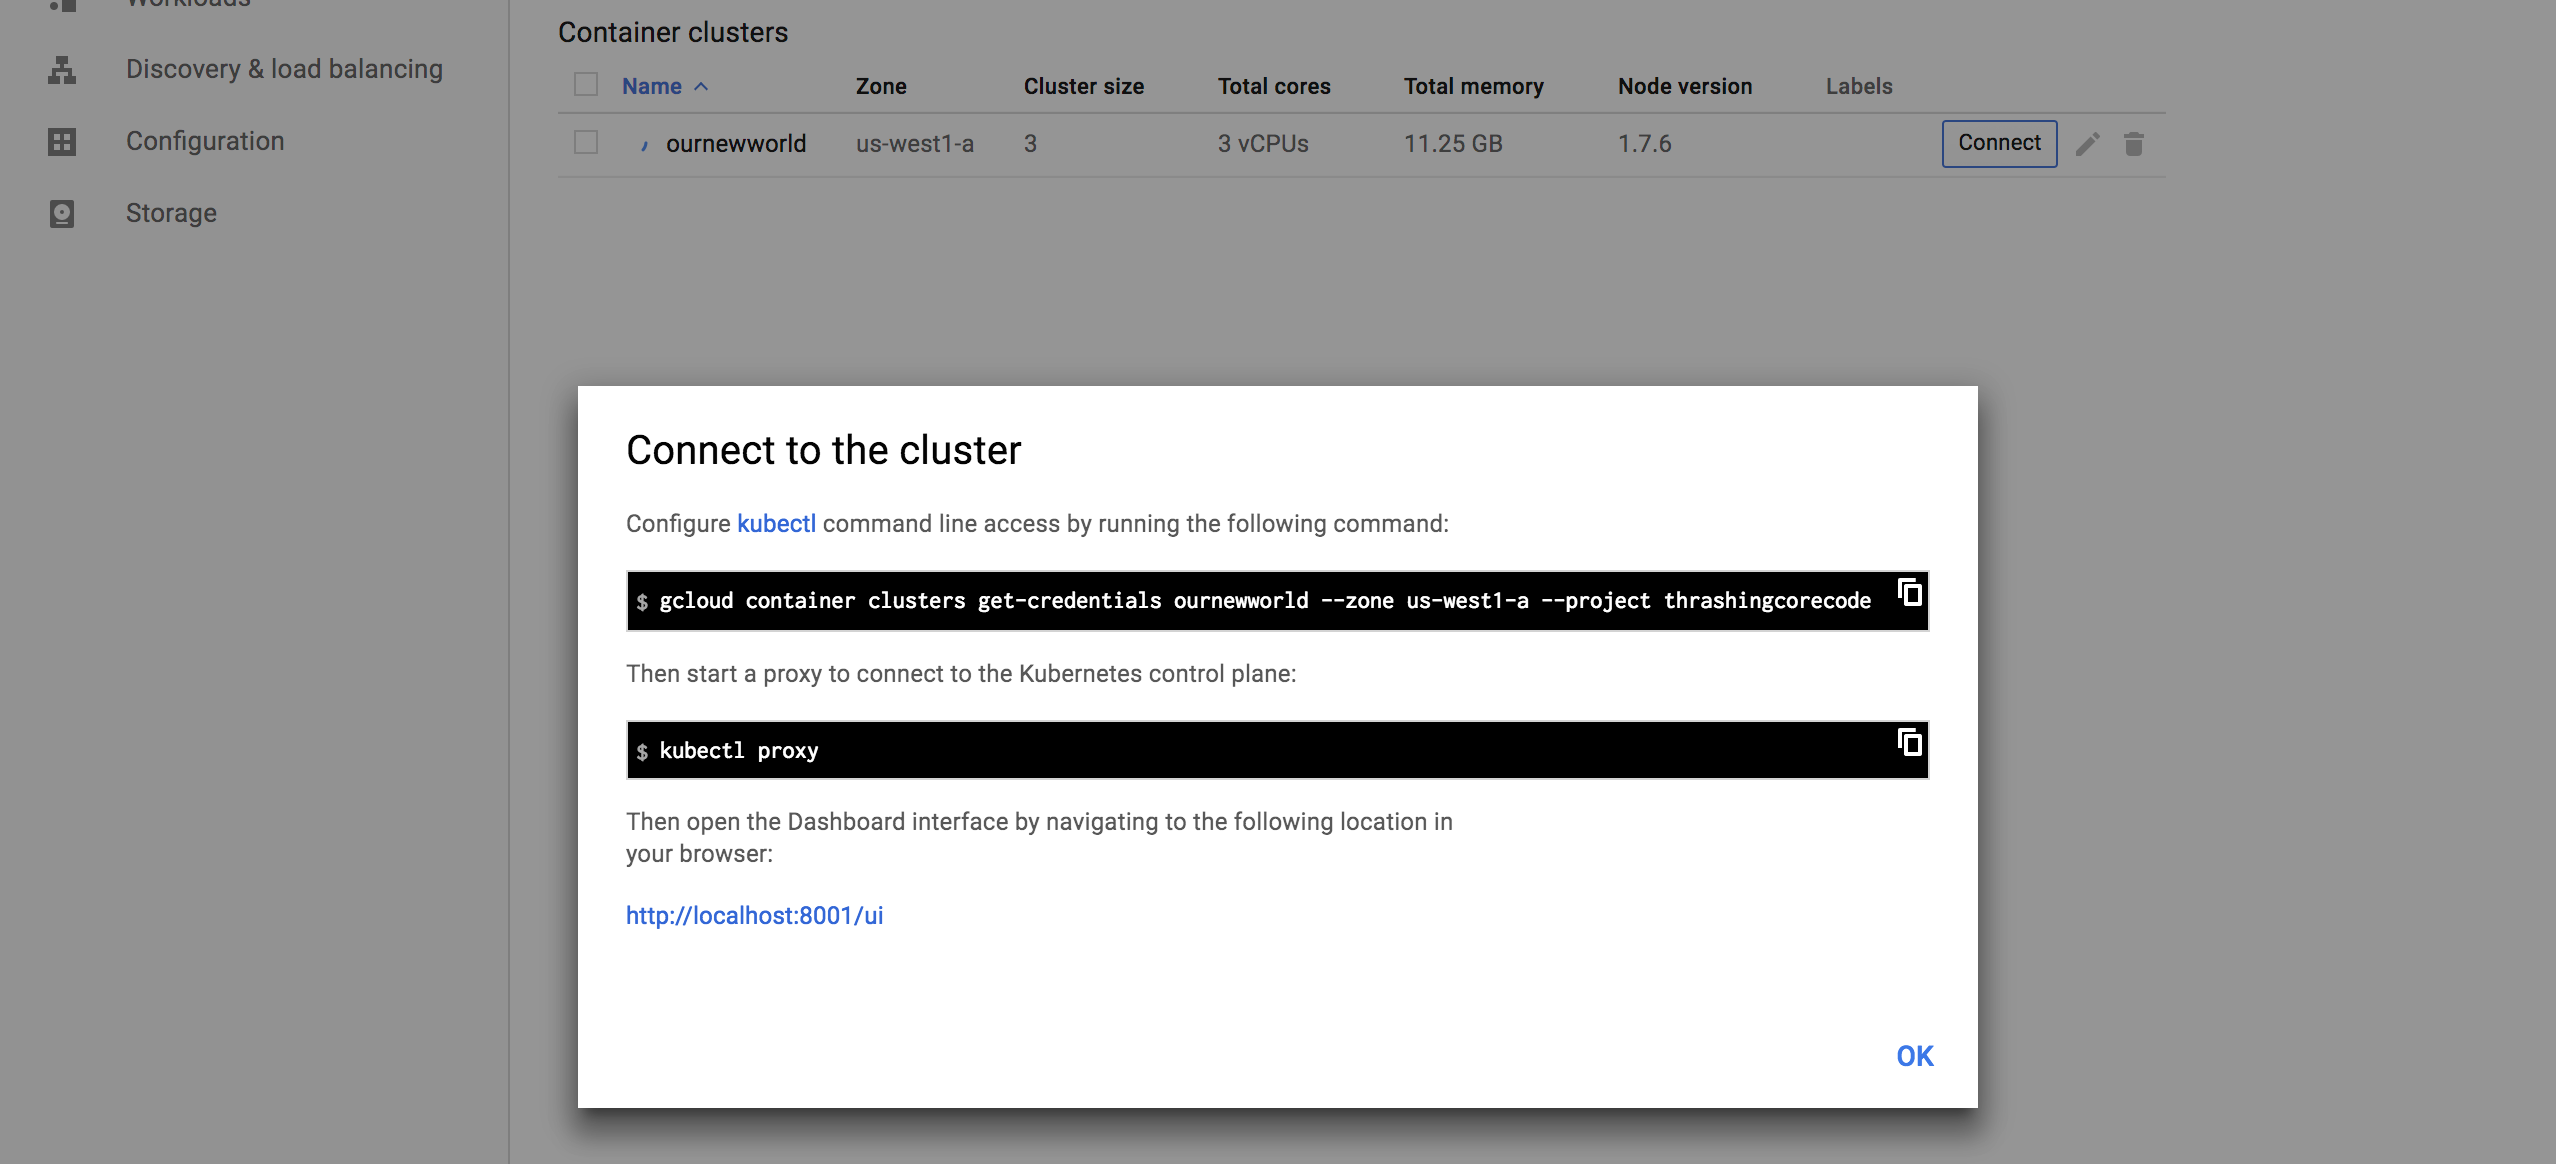 Workloads
Discovery & load balancing
Configuration
Storage
Container clusters
Name Zone Cluster size Total cores Total memory Node version Labels
ournewworld us-west1-a 3 3 vCPUs 11.25 GB 1.7.6 Connect
Connect to the cluster
Configure kubectl command line access by running the following command:
$ gcloud container clusters get-credentials ournewworld --zone us-west1-a --project thrashingcorecode
Then start a proxy to connect to the Kubernetes control plane:
$ kubectl proxy
Then open the Dashboard interface by navigating to the following location in
your browser:
http://localhost:8001/ui
OK